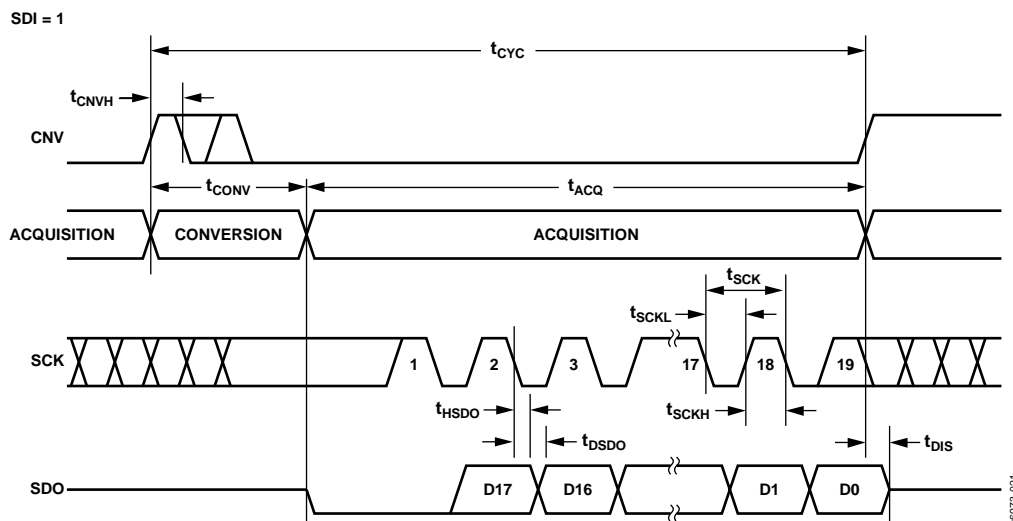 SDI = 1
tCYC
tCNVH
CNV
tCONV
tACQ
ACQUISITION
CONVERSION
ACQUISITION
tSCK
tSCKL
SCK
1
2
3
17
18
19
tHSDO
tSCKH
tDSDO
tDIS
SDO
D17
D16
D1
D0